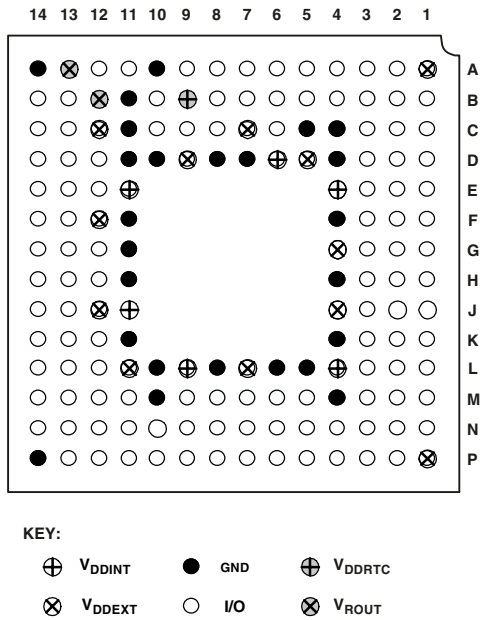 14 13 12 11 10 9 8 7 6 5 4 3 2 1
A
B
C
D
E
F
G
H
J
K
L
M
N
P
KEY:
VDDINT GND VDDRTC
VDDEXT I/O VROUT